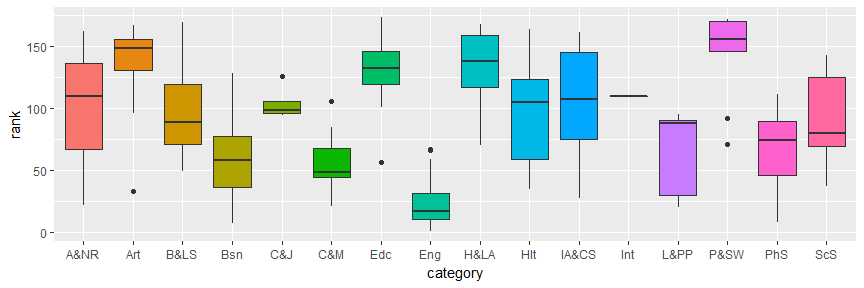 rank
150
100
50
0
A&NR Art B&LS Bsn C&J C&M Edc Eng H&LA Hlt IA&CS Int L&PP P&SW PhS ScS
category